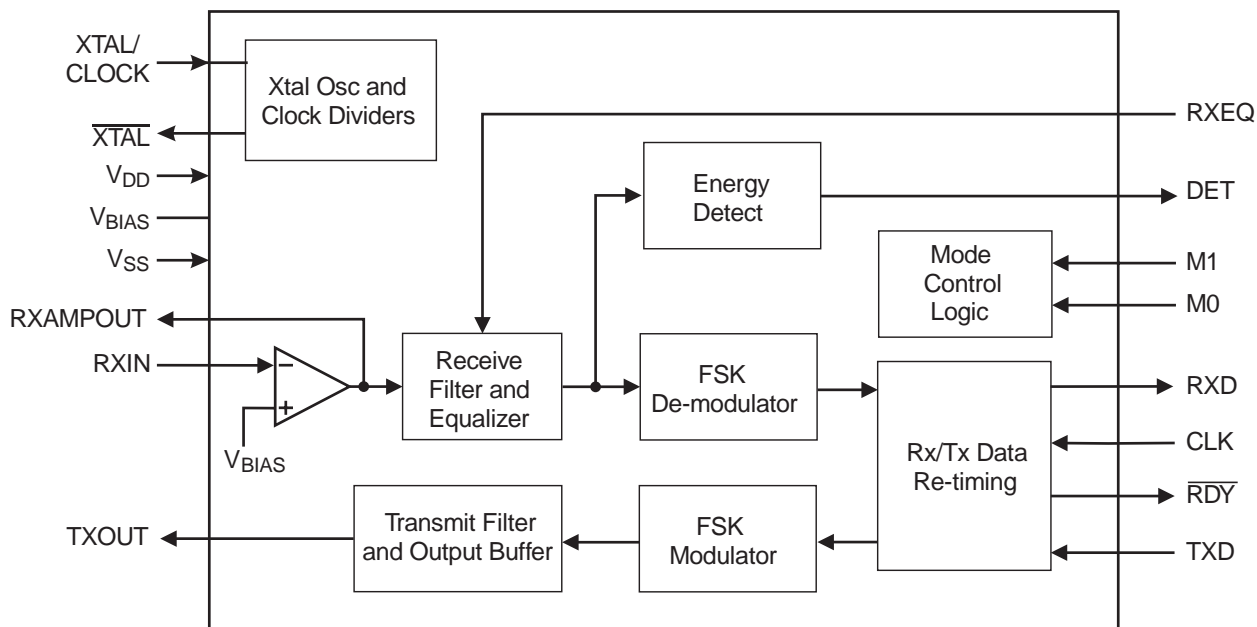 XTAL/
CLOCK
XTAL
VDD
VBIAS
VSS
RXAMPOUT
RXIN
TXOUT
Xtal Osc and
Clock Dividers
−
+
VBIAS
Receive
Filter and
Equalizer
Transmit Filter
and Output Buffer
Energy
Detect
FSK
De-modulator
FSK
Modulator
Mode
Control
Logic
Rx/Tx Data
Re-timing
RXEQ
DET
M1
M0
RXD
CLK
RDY
TXD